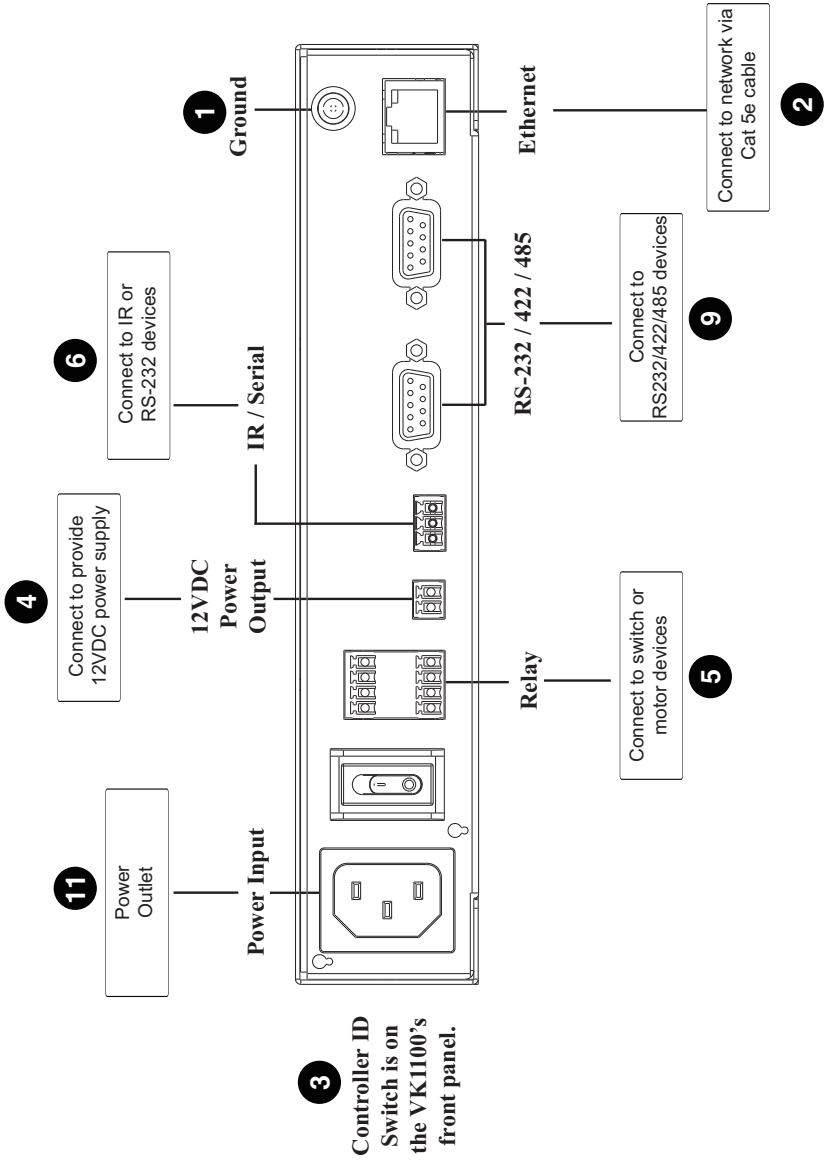 11
Power
Outlet
Power Input
4
Connect to provide
12VDC power supply
12VDC
Power
Output
6
Connect to IR or
RS-232 devices
IR / Serial
1
Ground
3
Controller ID
Switch is on
the VK1100's
front panel.
Relay
Connect to switch or
motor devices
5
RS-232 / 422 / 485
Connect to
RS232/422/485 devices
9
Ethernet
Connect to network via
Cat 5e cable
2